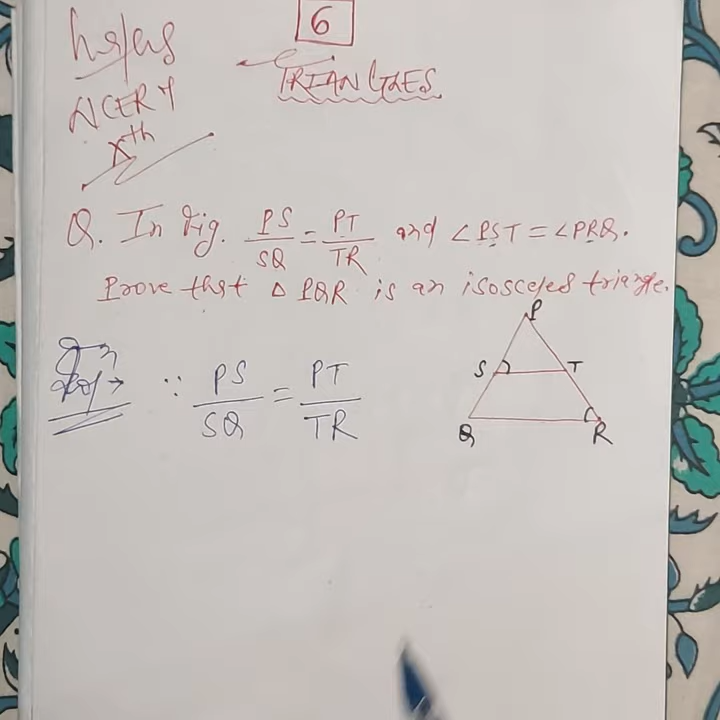 6
TRIANGLES
NCERT
Xth
Q. In Fig. PS/SQ = PT/TR and ∠PST = ∠PRQ.
Prove that △ PQR is an isosceles triangle.
∵ PS/SQ = PT/TR
P
S T
Q R